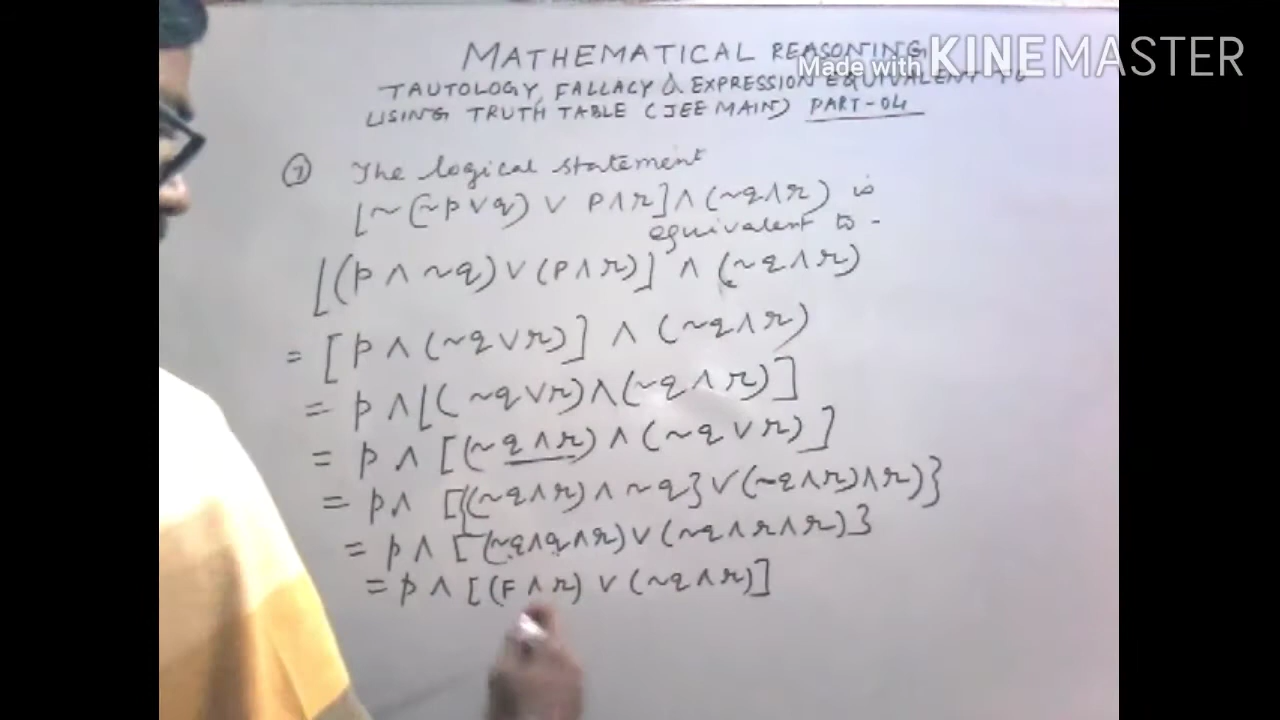 MATHEMATICAL REASONING
Made with KINEMASTER
TAUTOLOGY, FALLACY & EXPRESSION EQUIVALENT TO
USING TRUTH TABLE (JEE MAIN) PART-04
⑦ The logical statement
[~(~p∨q) ∨ p∧r] ∧ (~q∧r) is
equivalent to -
[(p ∧ ~q) ∨ (p∧r)] ∧ (~q∧r)
= [p ∧ (~q∨r)] ∧ (~q∧r)
= p ∧ [(~q∨r) ∧ (~q∧r)]
= p ∧ [(~q∧r) ∧ (~q∨r)]
= p ∧ [{(~q∧r) ∧ ~q} ∨ (~q∧r)∧r)}
= p ∧ [(~q∧q∧r) ∨ (~q∧r∧r)}
= p ∧ [(F∧r) ∨ (~q∧r)]